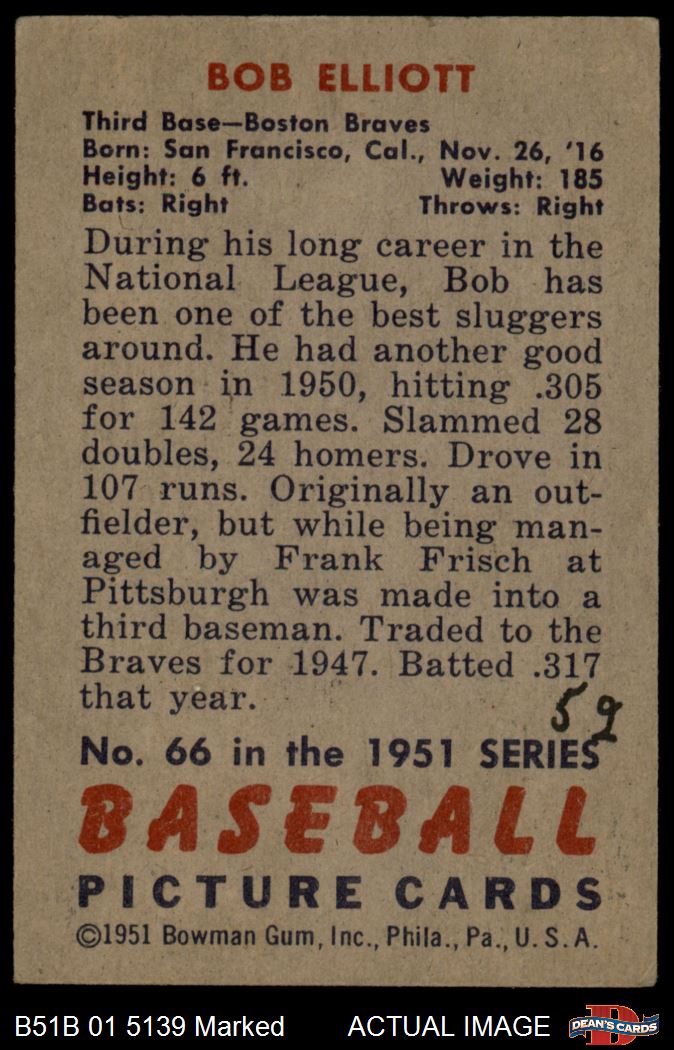 BOB ELLIOTT
Third Base—Boston Braves
Born: San Francisco, Cal., Nov. 26, '16
Height: 6 ft. Weight: 185
Bats: Right Throws: Right
During his long career in the
National League, Bob has
been one of the best sluggers
around. He had another good
season in 1950, hitting .305
for 142 games. Slammed 28
doubles, 24 homers. Drove in
107 runs. Originally an out-
fielder, but while being man-
aged by Frank Frisch at
Pittsburgh was made into a
third baseman. Traded to the
Braves for 1947. Batted .317
that year.
59
No. 66 in the 1951 SERIES
BASEBALL
PICTURE CARDS
©1951 Bowman Gum, Inc., Phila., Pa., U. S. A.
B51B 01 5139 Marked ACTUAL IMAGE
D
DEAN'S CARDS